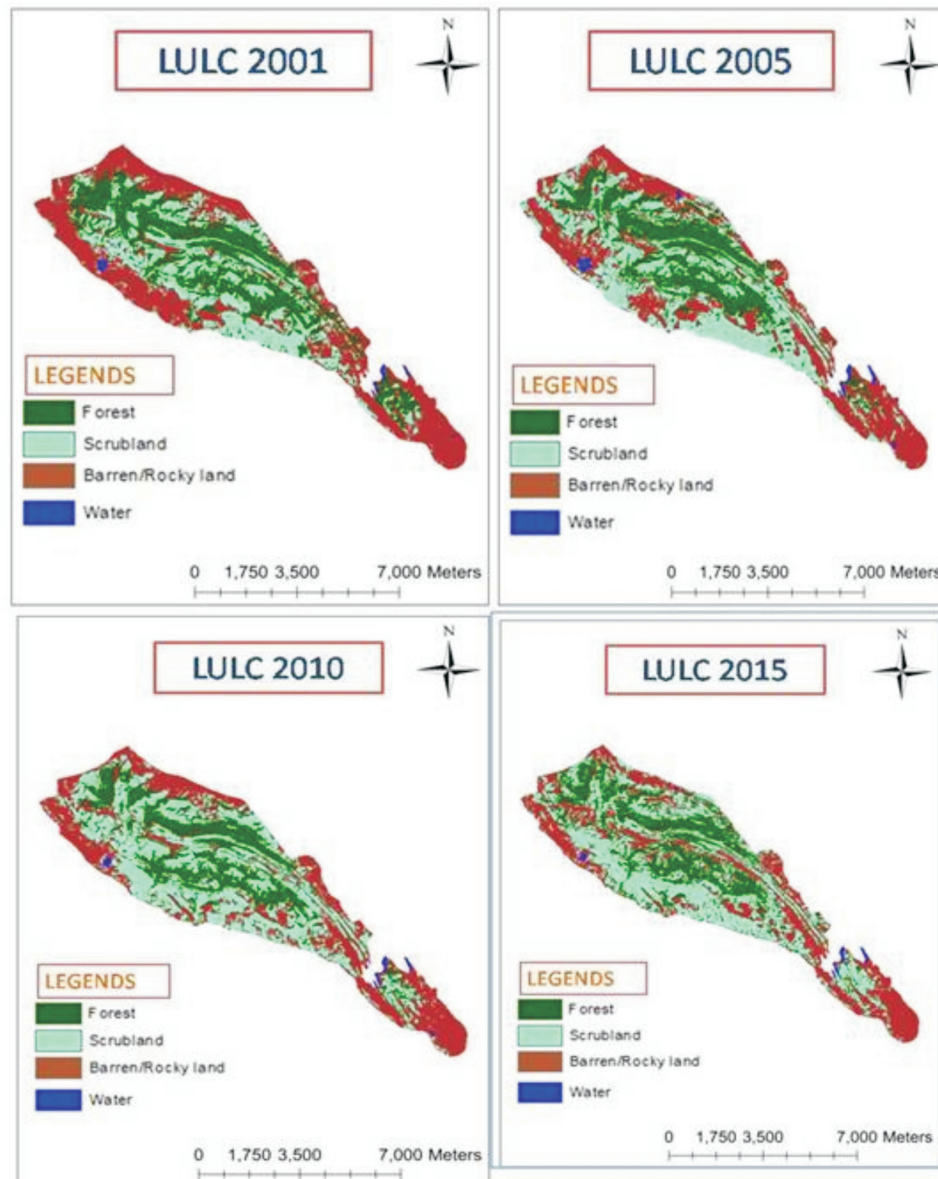 N
LULC 2001
LEGENDS
Forest
Scrubland
Barren/Rocky land
Water
0 1,750 3,500 7,000 Meters
N
LULC 2005
LEGENDS
Forest
Scrubland
Barren/Rocky land
Water
0 1,750 3,500 7,000 Meters
N
LULC 2010
LEGENDS
Forest
Scrubland
Barren/Rocky land
Water
0 1,750 3,500 7,000 Meters
N
LULC 2015
LEGENDS
Forest
Scrubland
Barren/Rocky land
Water
0 1,750 3,500 7,000 Meters